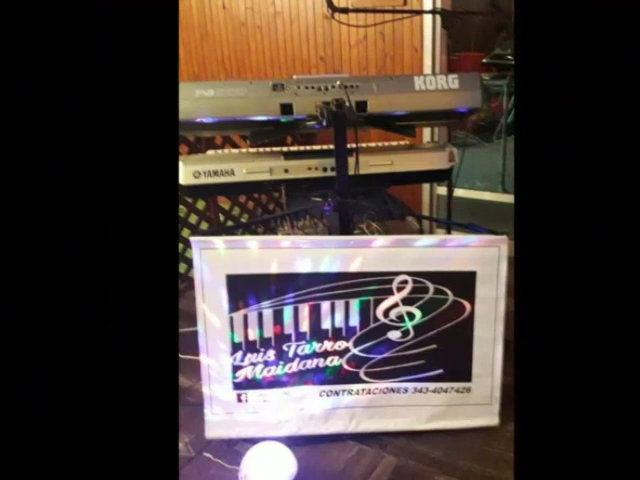 KORG
YAMAHA
Luis Tarro
Maidana
CONTRATACIONES 343-4047426